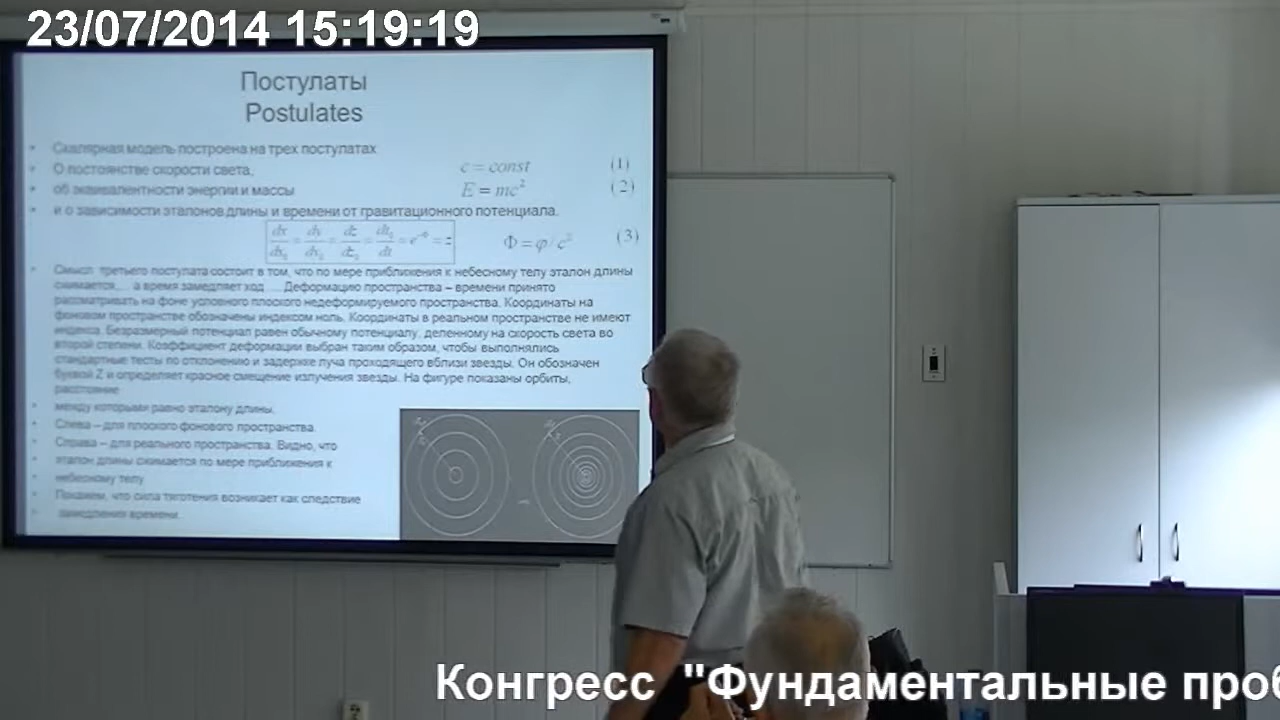 23/07/2014 15:19:19
Постулаты
Postulates
Скалярная модель построена на трех постулатах
О постоянстве скорости света, c = const (1)
об эквивалентности энергии и массы E = mc² (2)
и о зависимости эталонов длины и времени от гравитационного потенциала.
dx/dx₀ = dy/dy₀ = dz/dz₀ = dt₀/dt = e^-Φ = z Φ = φ/c² (3)
Смысл третьего постулата состоит в том, что по мере приближения к небесному телу эталон длины
сжимается... а время замедляет ход .... Деформацию пространства – времени принято
рассматривать на фоне условного плоского недеформируемого пространства. Координаты на
фоновом пространстве обозначены индексом ноль. Координаты в реальном пространстве не имеют
индекса. Безразмерный потенциал равен обычному потенциалу, деленному на скорость света во
второй степени. Коэффициент деформации выбран таким образом, чтобы выполнялись
стандартные тесты по отклонению и задержке луча проходящего вблизи звезды. Он обозначен
буквой Z и определяет красное смещение излучения звезды. На фигуре показаны орбиты,
расстояние
между которыми равно эталону длины.
Слева – для плоского фонового пространства.
Справа – для реального пространства. Видно, что
эталон длины сжимается по мере приближения к
небесному телу
Покажем, что сила тяготения возникает как следствие
замедления времени.
Конгресс "Фундаментальные проб